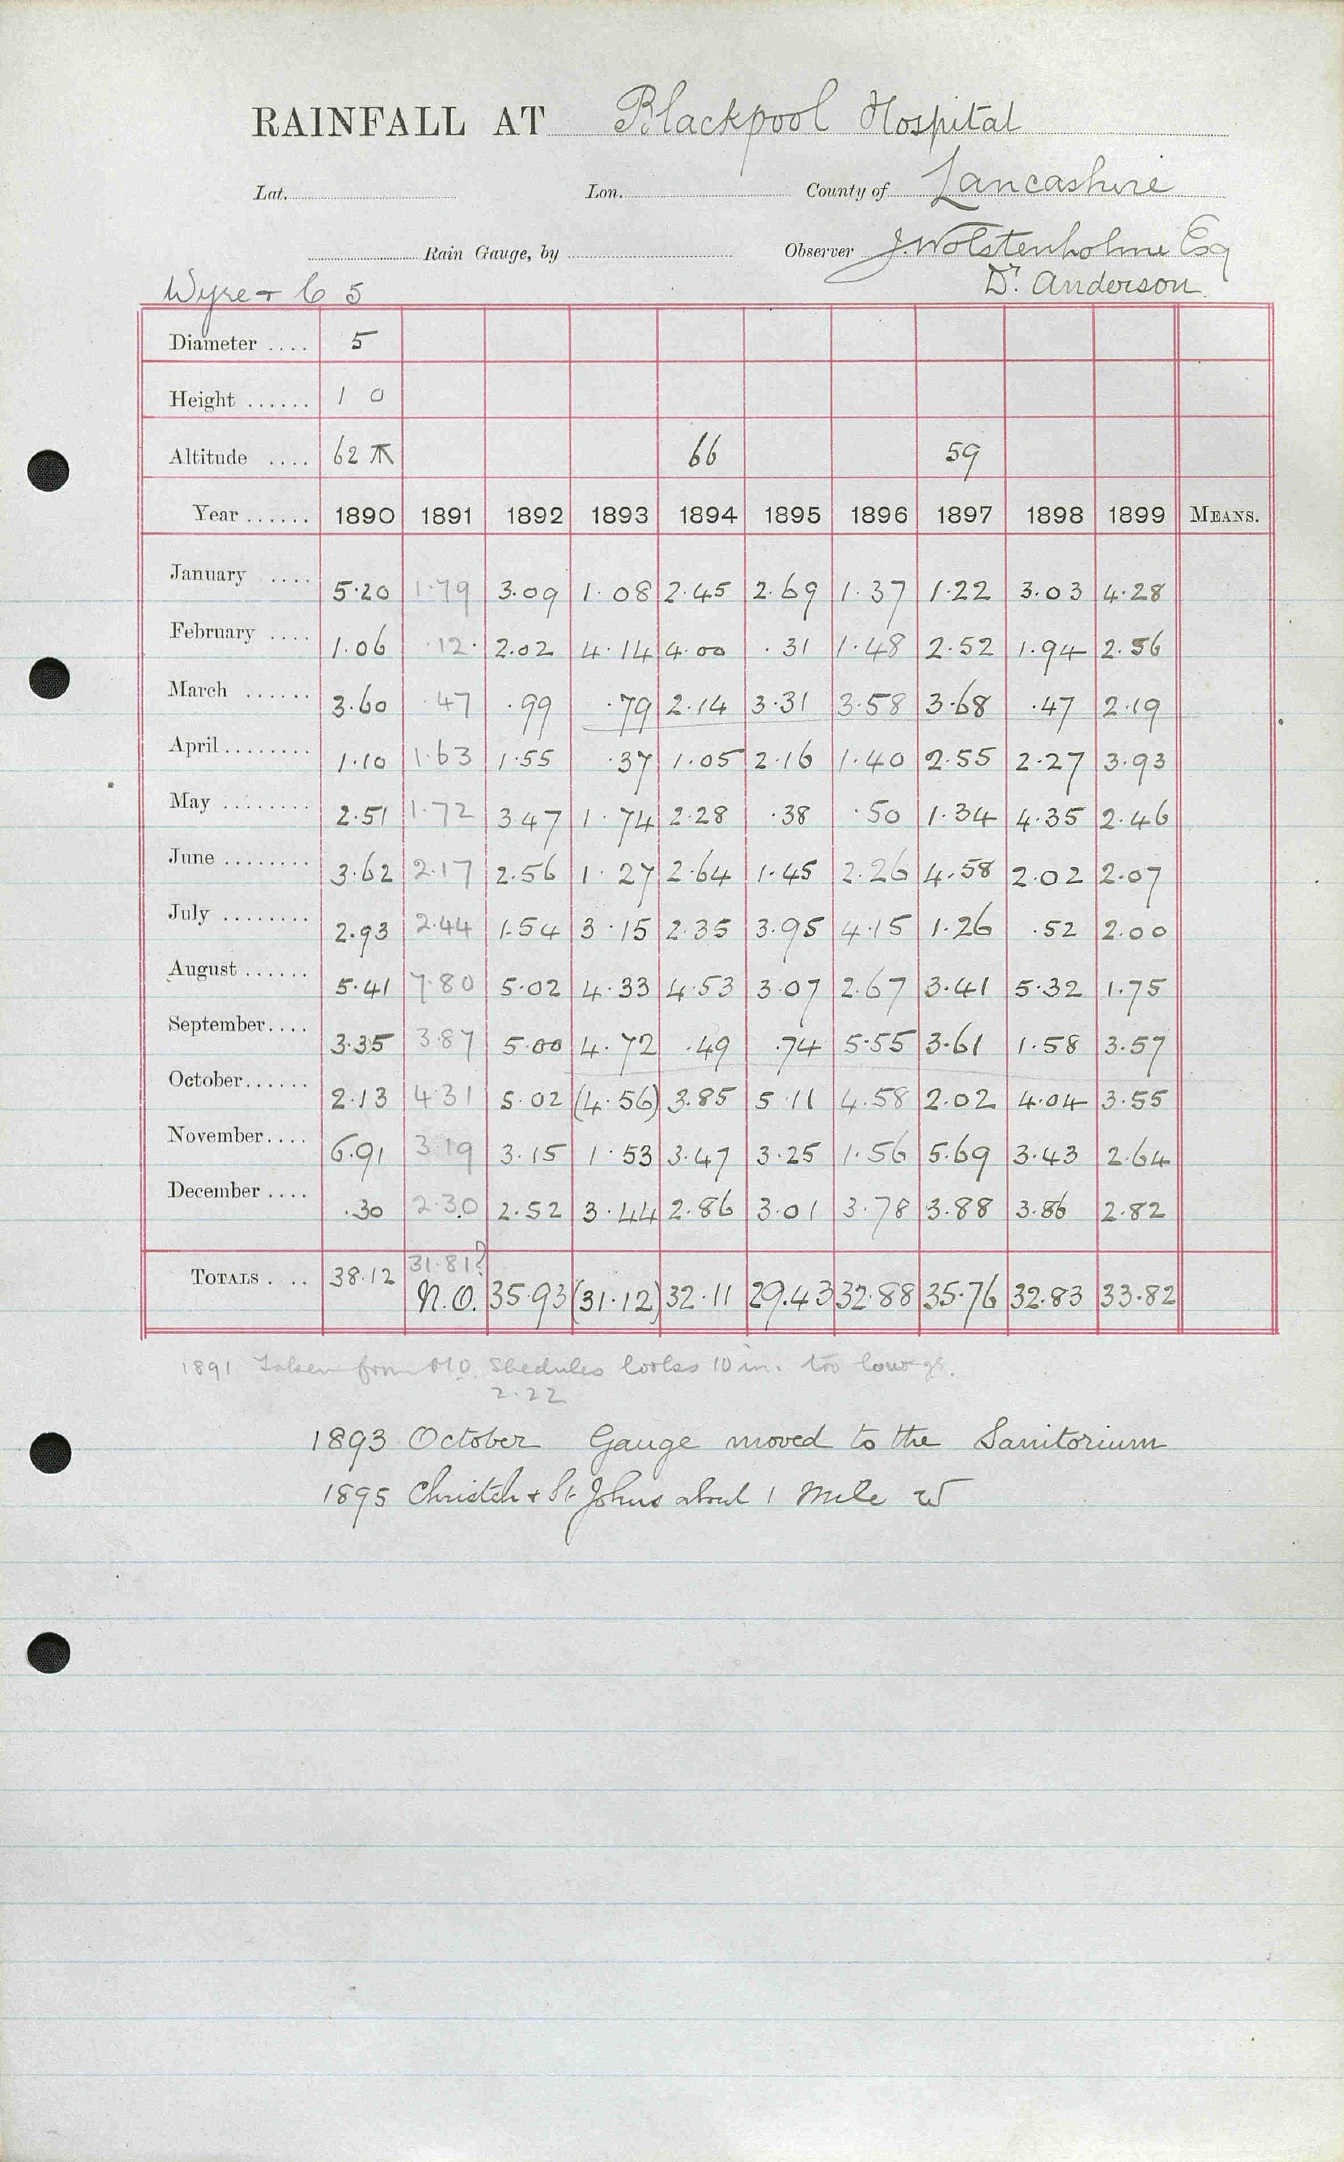 RAINFALL AT Blackpool Hospital
Lat. Lon. County of Lancashire
Rain Gauge, by Observer J. Wolstenholme Esq
Dr. Anderson
Wyre + C 5
Diameter .... 5
Height ...... 1 0
Altitude .... 62 66 59
Year ...... 1890 1891 1892 1893 1894 1895 1896 1897 1898 1899 MEANS.
January .... 5.20 1.79 3.09 1.08 2.45 2.69 1.37 1.22 3.03 4.28
February .... 1.06 .12 2.02 4.14 4.00 .31 1.48 2.52 1.94 2.56
March ...... 3.60 .47 .99 .79 2.14 3.31 3.58 3.68 .47 2.19
April ........ 1.10 1.63 1.55 .37 1.05 2.16 1.40 2.55 2.27 3.93
May ........ 2.51 1.72 3.47 1.74 2.28 .38 .50 1.34 4.35 2.46
June ........ 3.62 2.17 2.56 1.27 2.64 1.45 2.26 4.58 2.02 2.07
July ........ 2.93 2.44 1.54 3.15 2.35 3.95 4.15 1.26 .52 2.00
August ...... 5.41 7.80 5.02 4.33 4.53 3.07 2.67 3.41 5.32 1.75
September.... 3.35 3.87 5.00 4.72 .49 .74 5.55 3.61 1.58 3.57
October...... 2.13 4.31 5.02 (4.56) 3.85 5.11 4.58 2.02 4.04 3.55
November.... 6.91 3.19 3.15 1.53 3.47 3.25 1.56 5.69 3.43 2.64
December .... .30 2.30 2.52 3.44 2.86 3.01 3.78 3.88 3.86 2.82
31.81?
TOTALS .... 38.12 N.O. 35.93 (31.12) 32.11 29.43 32.88 35.76 32.83 33.82
1891 Taken from M.O. Shedules looks 10 in. too low
2.22
1893 October Gauge moved to the Sanitorium
1895 Christch + St. Johns about 1 mile W